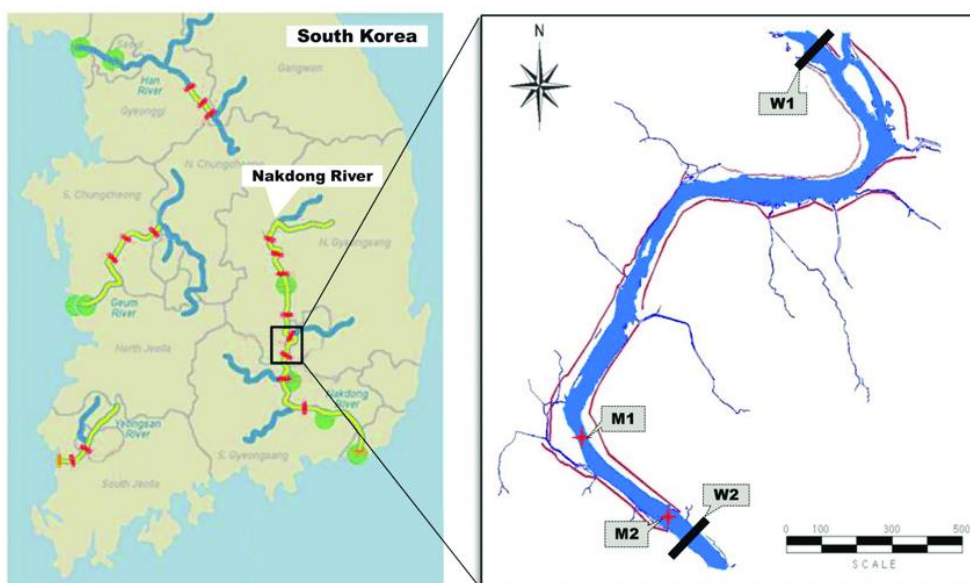 South Korea
Seoul
Gangwon
Han
River
Gyeonggi
N. Chungcheong
S. Chungcheong
Nakdong River
N. Gyeongsang
Geum
River
North Jeolla
Nakdong
River
Yeongsan
River
S. Gyeongsang
South Jeolla
N
W1
M1
W2
M2
0 100 300 500
SCALE